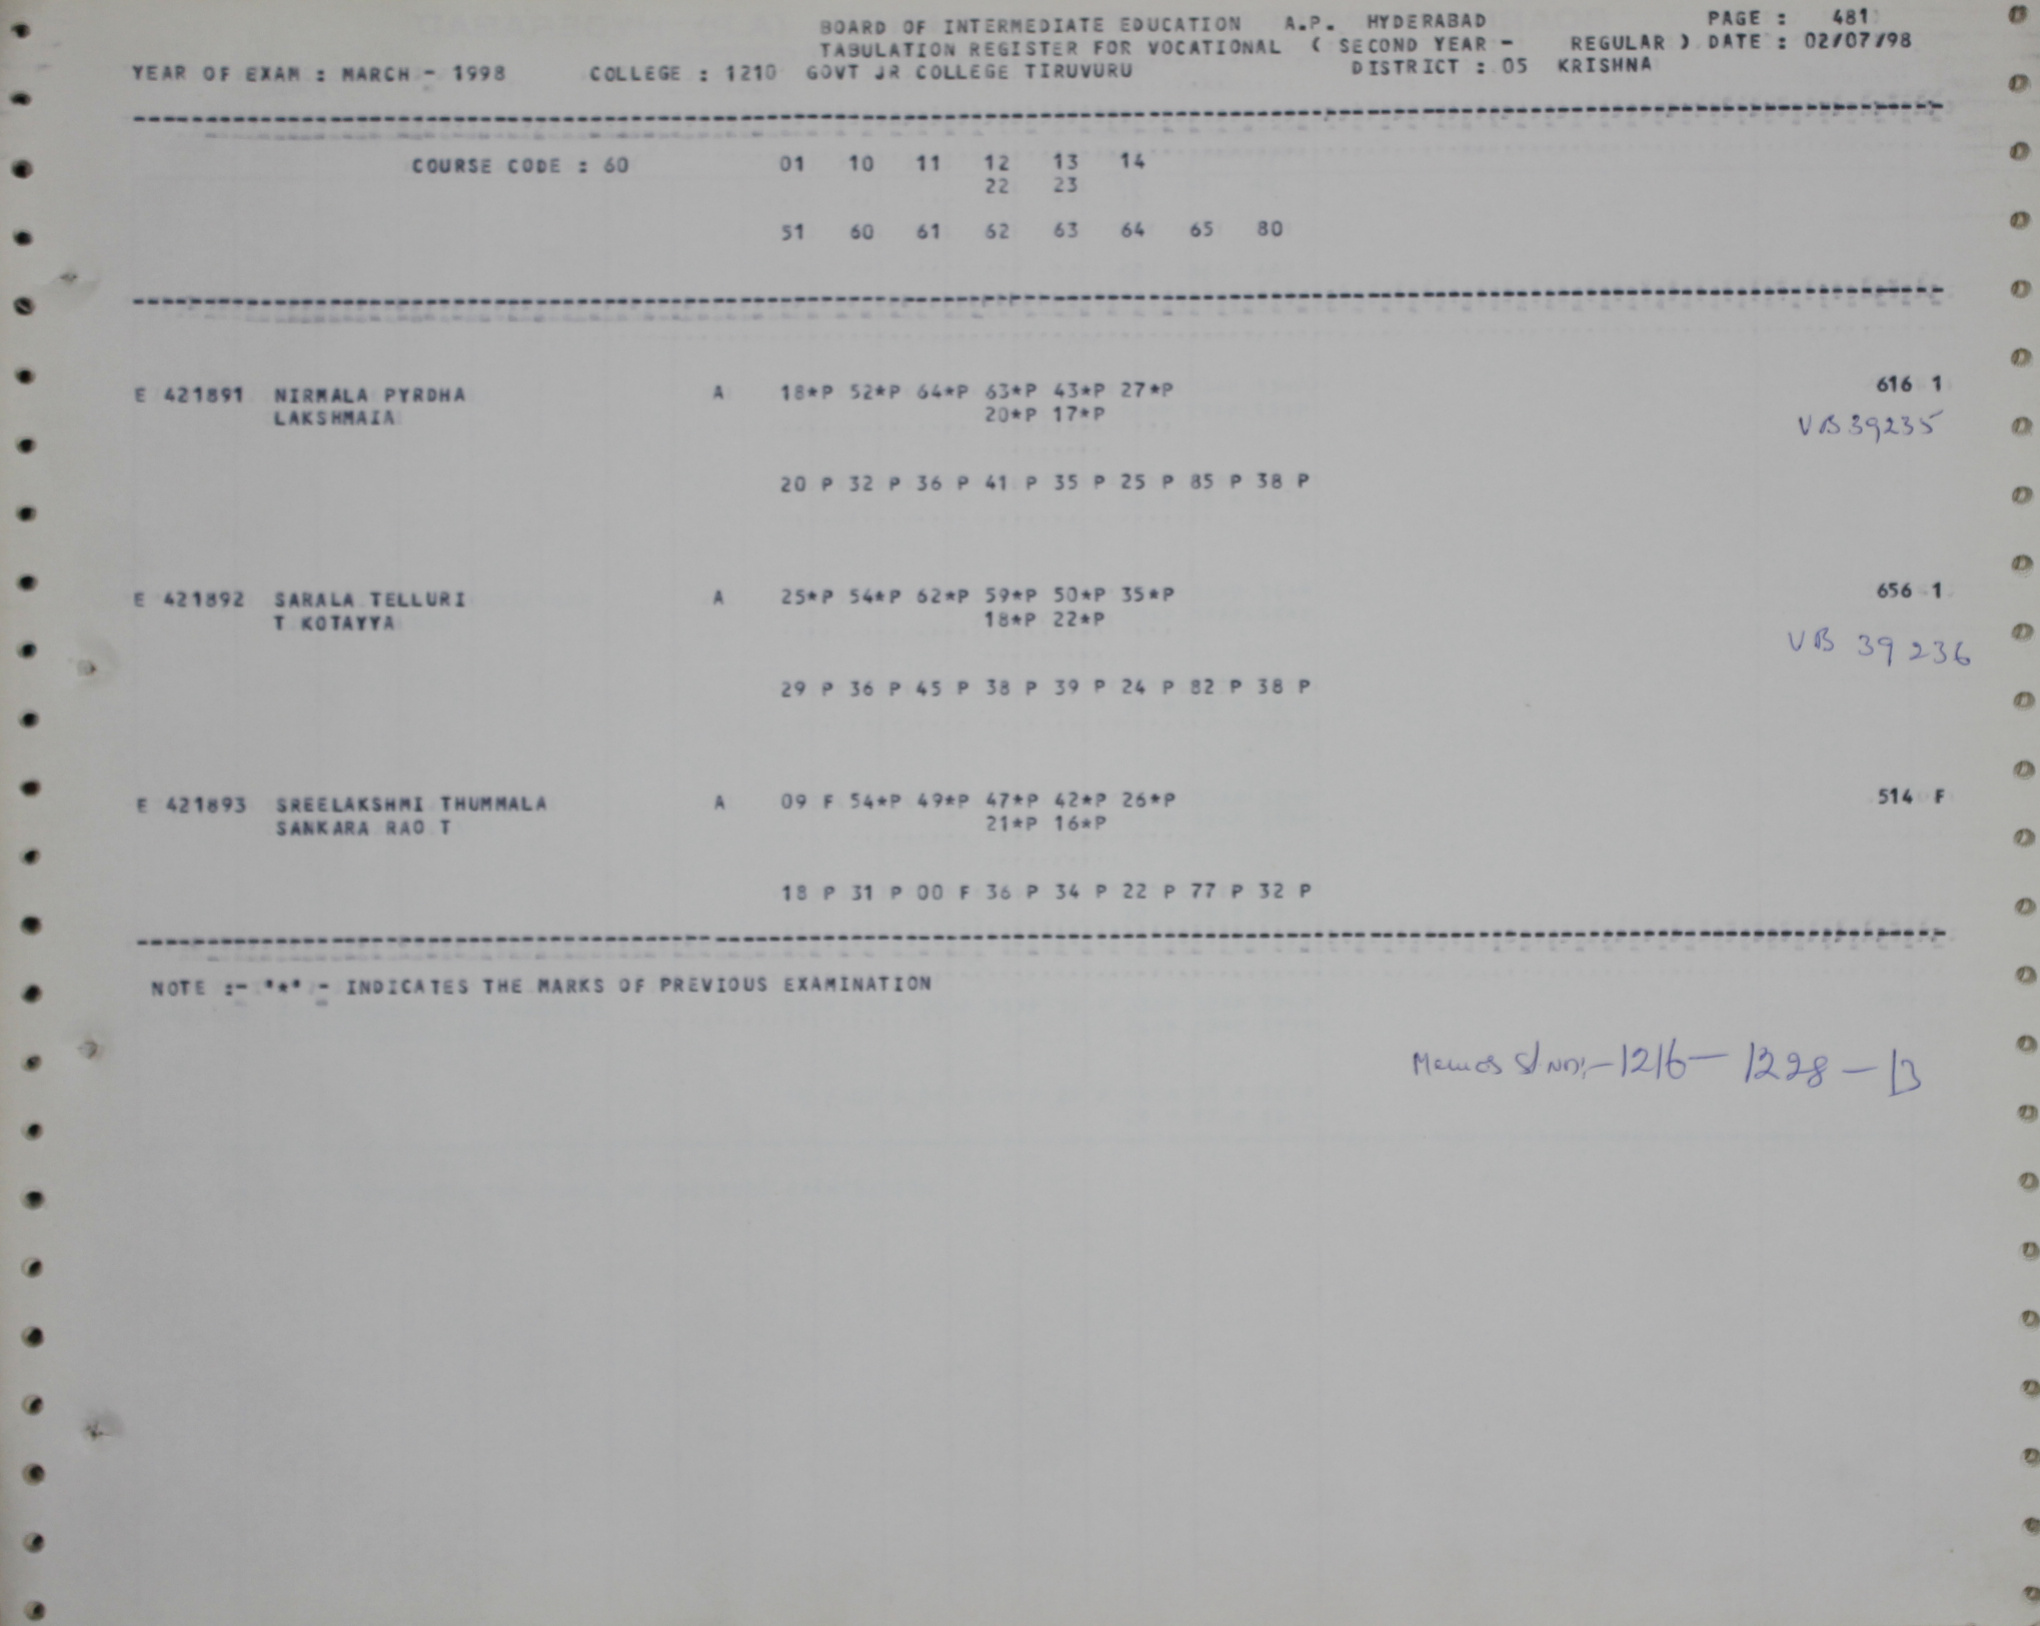 BOARD OF INTERMEDIATE EDUCATION A.P. HYDERABAD PAGE : 481
TABULATION REGISTER FOR VOCATIONAL ( SECOND YEAR - REGULAR ) DATE : 02/07/98
YEAR OF EXAM : MARCH - 1998 COLLEGE : 1210 GOVT JR COLLEGE TIRUVURU DISTRICT : 05 KRISHNA
COURSE CODE : 60 01 10 11 12 13 14
22 23
51 60 61 62 63 64 65 80
E 421891 NIRMALA PYRDHA A 18*P 52*P 64*P 63*P 43*P 27*P 616 1
LAKSHMAIA 20*P 17*P VB 39235
20 P 32 P 36 P 41 P 35 P 25 P 85 P 38 P
E 421892 SARALA TELLURI A 25*P 54*P 62*P 59*P 50*P 35*P 656 1
T KOTAYYA 18*P 22*P
VB 39 236
29 P 36 P 45 P 38 P 39 P 24 P 82 P 38 P
E 421893 SREELAKSHMI THUMMALA A 09 F 54*P 49*P 47*P 42*P 26*P 514 F
SANKARA RAO T 21*P 16*P
18 P 31 P 00 F 36 P 34 P 22 P 77 P 32 P
NOTE :- "*" - INDICATES THE MARKS OF PREVIOUS EXAMINATION
Memos Sl No:- 1216 - 1228 - 13